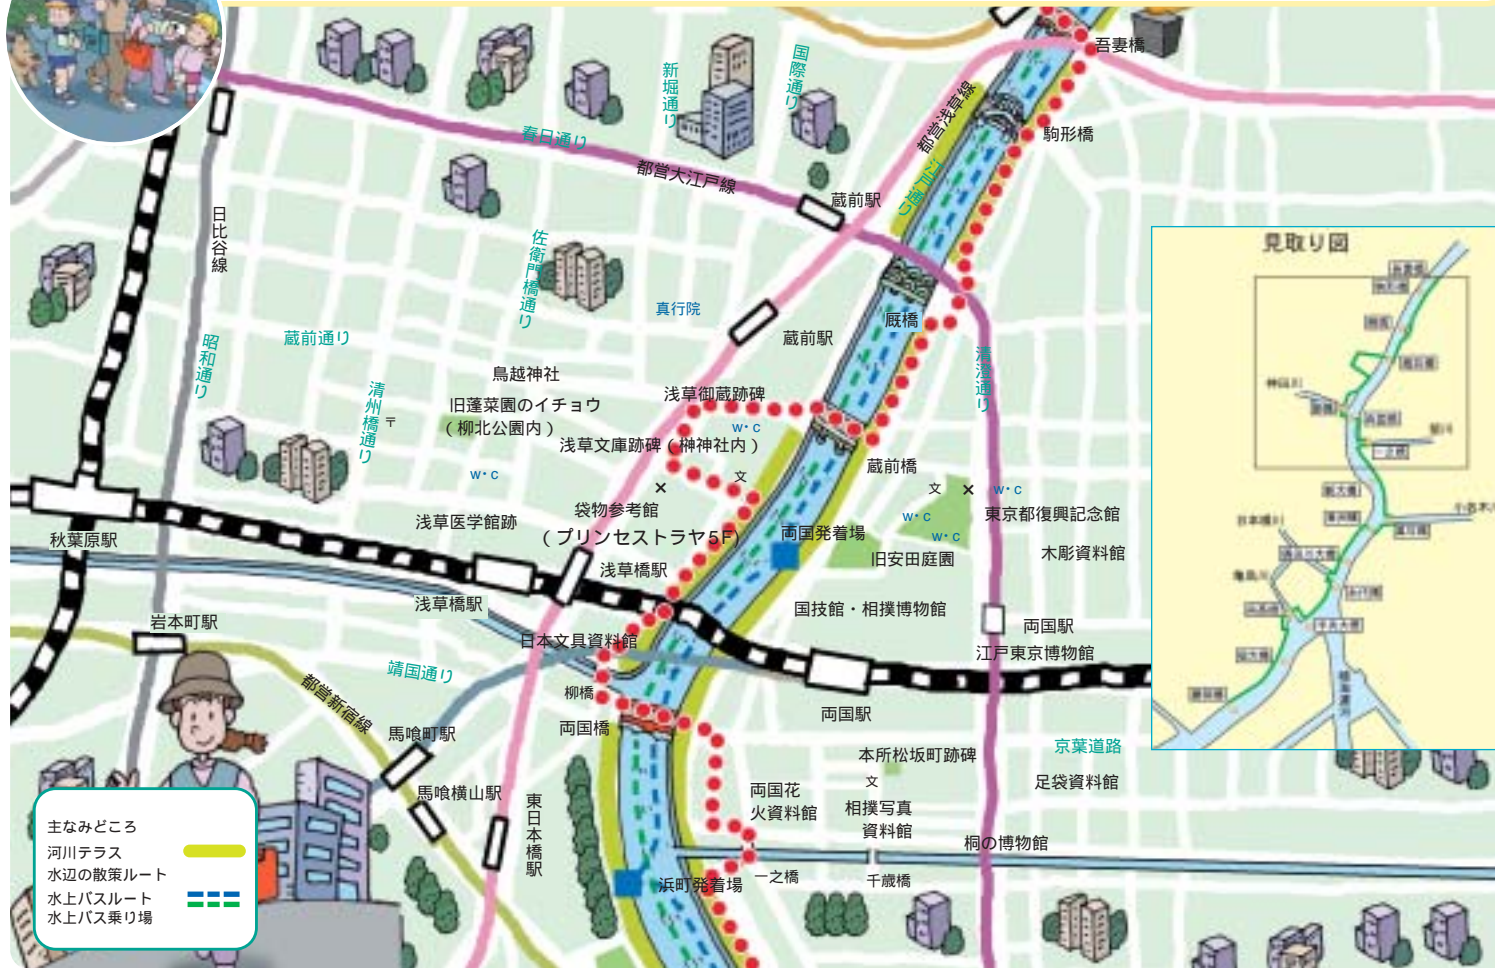 吾妻橋
国際通り
新堀通り
都営浅草線
春日通り
駒形橋
都営大江戸線
江戸通り
蔵前駅
日比谷線
佐衛門橋通り
見取り図
真行院
厩橋
蔵前通り
昭和通り
蔵前駅
清澄通り
鳥越神社
清州橋通り
浅草御蔵跡碑
旧蓬菜園のイチョウ
(柳北公園内)
〒
W・C
浅草文庫跡碑(榊神社内)
蔵前橋
W・C
文
文
W・C
袋物参考館
(プリンセストラヤ5F)
浅草医学館跡
W・C
東京都復興記念館
両国発着場
W・C
秋葉原駅
旧安田庭園
木彫資料館
浅草橋駅
浅草橋駅
国技館・相撲博物館
岩本町駅
両国駅
日本文具資料館
江戸東京博物館
靖国通り
都営新宿線
柳橋
両国駅
両国橋
馬喰町駅
本所松坂町跡碑
京葉道路
文
足袋資料館
両国花
火資料館
馬喰横山駅
東日本橋駅
相撲写真
資料館
桐の博物館
一之橋
千歳橋
浜町発着場
主なみどころ
河川テラス
水辺の散策ルート
水上バスルート
水上バス乗り場